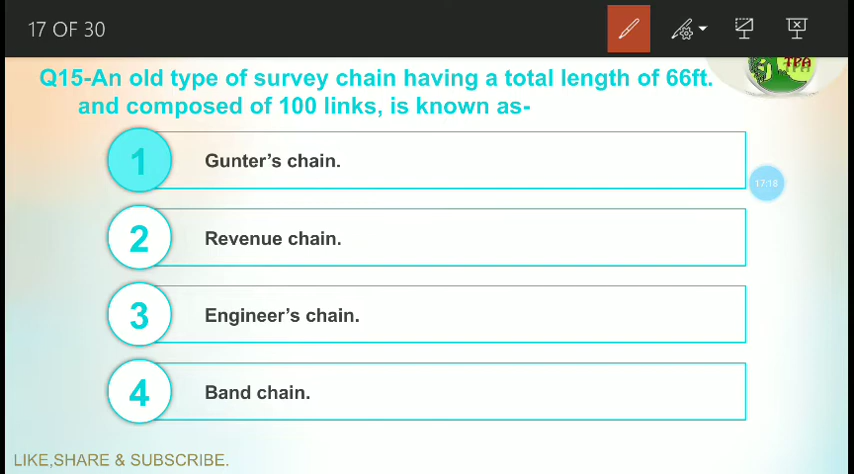 17 OF 30
TPA
Q15-An old type of survey chain having a total length of 66ft.
and composed of 100 links, is known as-
1 Gunter’s chain.
17:18
2 Revenue chain.
3 Engineer’s chain.
4 Band chain.
LIKE,SHARE & SUBSCRIBE.